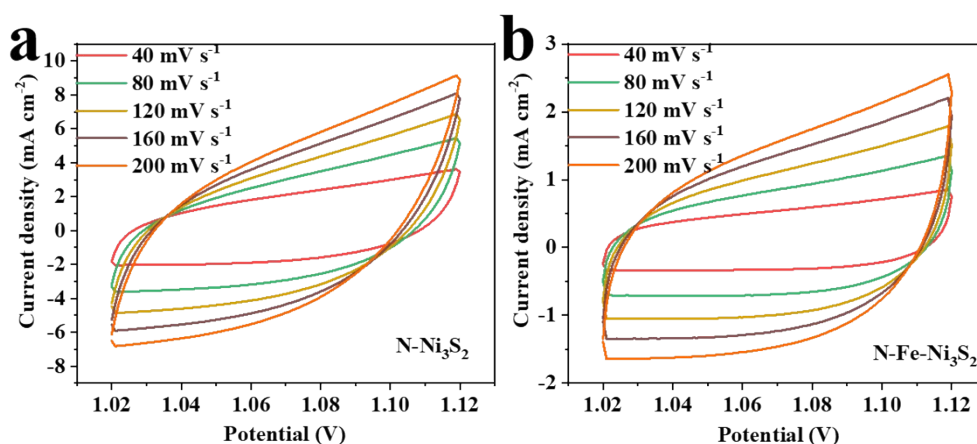 a
40 mV s⁻¹
80 mV s⁻¹
120 mV s⁻¹
160 mV s⁻¹
200 mV s⁻¹
N-Ni₃S₂
Current density (mA cm⁻²)
10
8
6
4
2
0
-2
-4
-6
-8
1.02
1.04
1.06
1.08
1.10
1.12
Potential (V)
b
40 mV s⁻¹
80 mV s⁻¹
120 mV s⁻¹
160 mV s⁻¹
200 mV s⁻¹
N-Fe-Ni₃S₂
Current density (mA cm⁻²)
3
2
1
0
-1
-2
1.02
1.04
1.06
1.08
1.10
1.12
Potential (V)